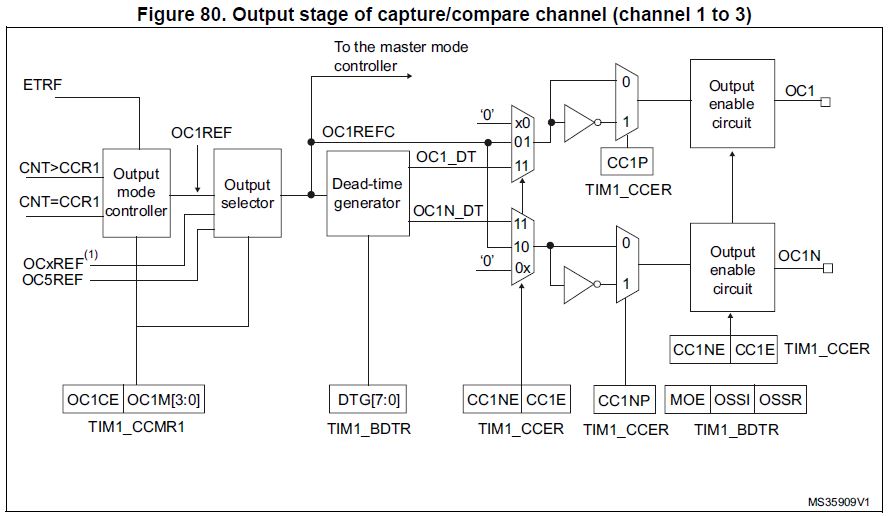 Figure 80. Output stage of capture/compare channel (channel 1 to 3)
To the master mode
controller
ETRF
OC1REF
CNT>CCR1
CNT=CCR1
Output
mode
controller
Output
selector
OCxREF(1)
OC5REF
OC1REFC
OC1_DT
Dead-time
generator
OC1N_DT
'0'
x0
01
11
11
10
0x
'0'
0
1
CC1P
TIM1_CCER
Output
enable
circuit
OC1
0
1
Output
enable
circuit
OC1N
CC1NE CC1E TIM1_CCER
OC1CE OC1M[3:0]
TIM1_CCMR1
DTG[7:0]
TIM1_BDTR
CC1NE CC1E
TIM1_CCER
CC1NP
TIM1_CCER
MOE OSSI OSSR
TIM1_BDTR
MS35909V1